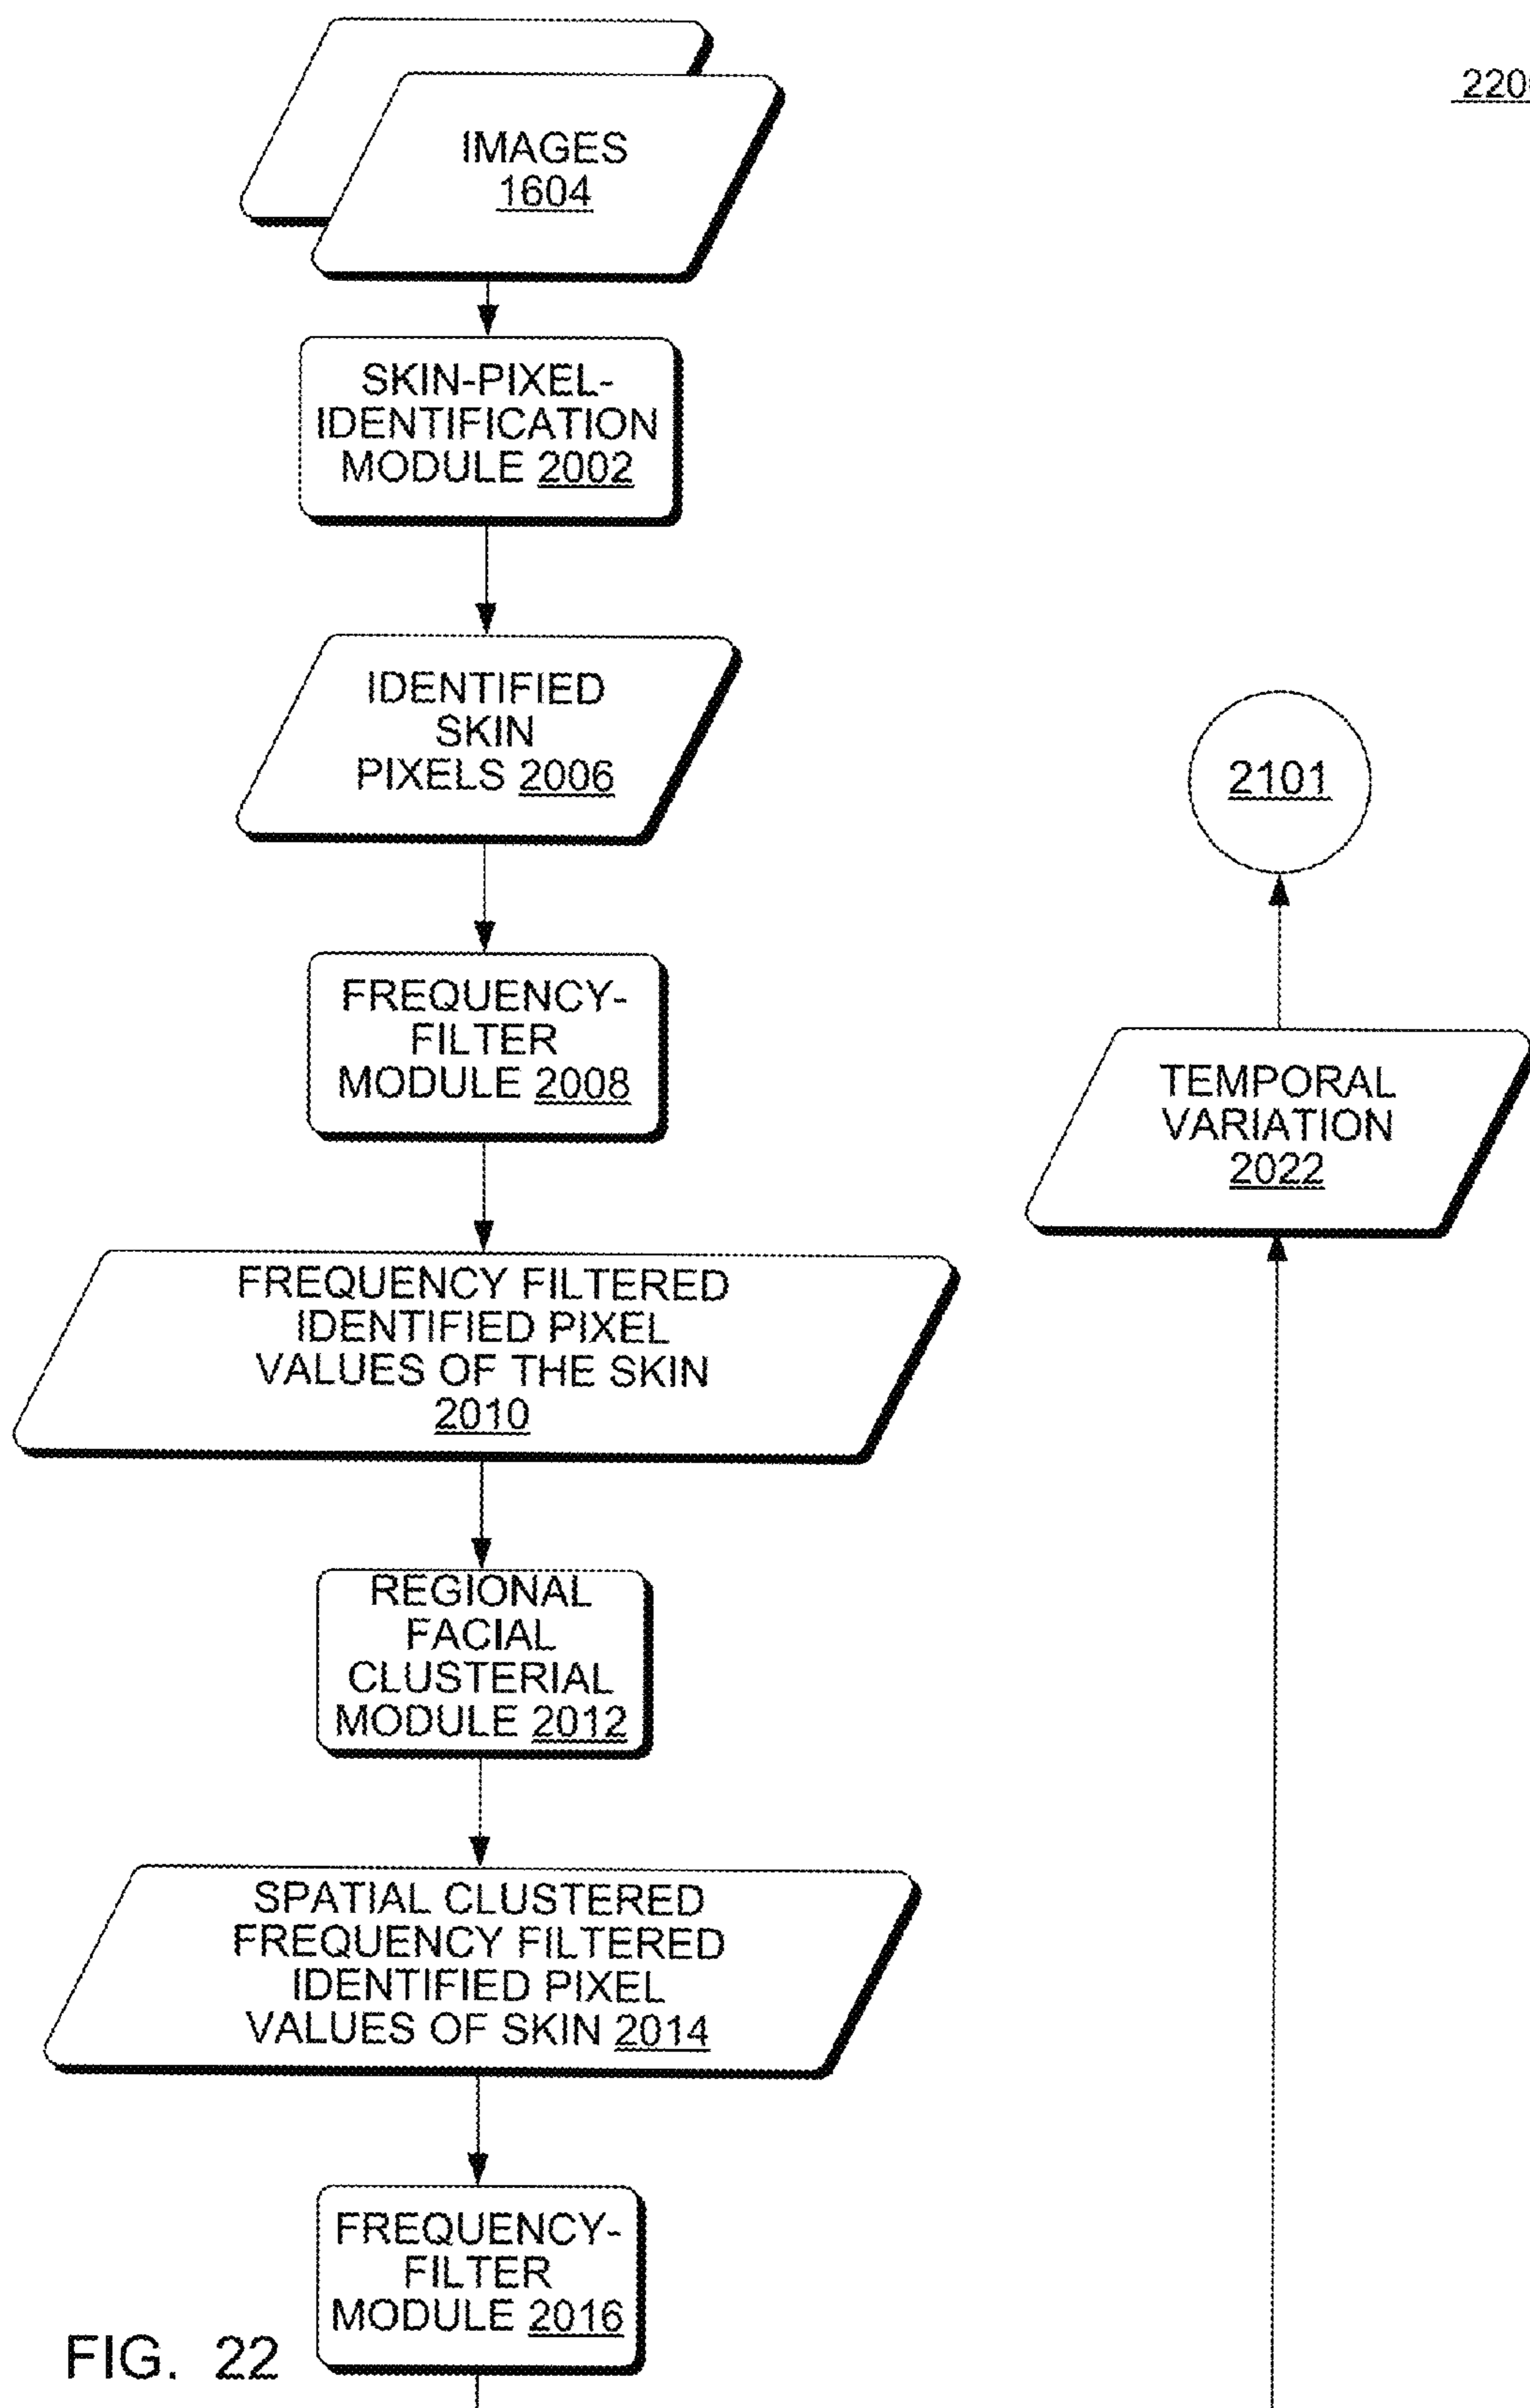 IMAGES
1604
SKIN-PIXEL-
IDENTIFICATION
MODULE 2002
IDENTIFIED
SKIN
PIXELS 2006
FREQUENCY-
FILTER
MODULE 2008
FREQUENCY FILTERED
IDENTIFIED PIXEL
VALUES OF THE SKIN
2010
REGIONAL
FACIAL
CLUSTERIAL
MODULE 2012
SPATIAL CLUSTERED
FREQUENCY FILTERED
IDENTIFIED PIXEL
VALUES OF SKIN 2014
FREQUENCY-
FILTER
MODULE 2016
FIG. 22
2101
TEMPORAL
VARIATION
2022